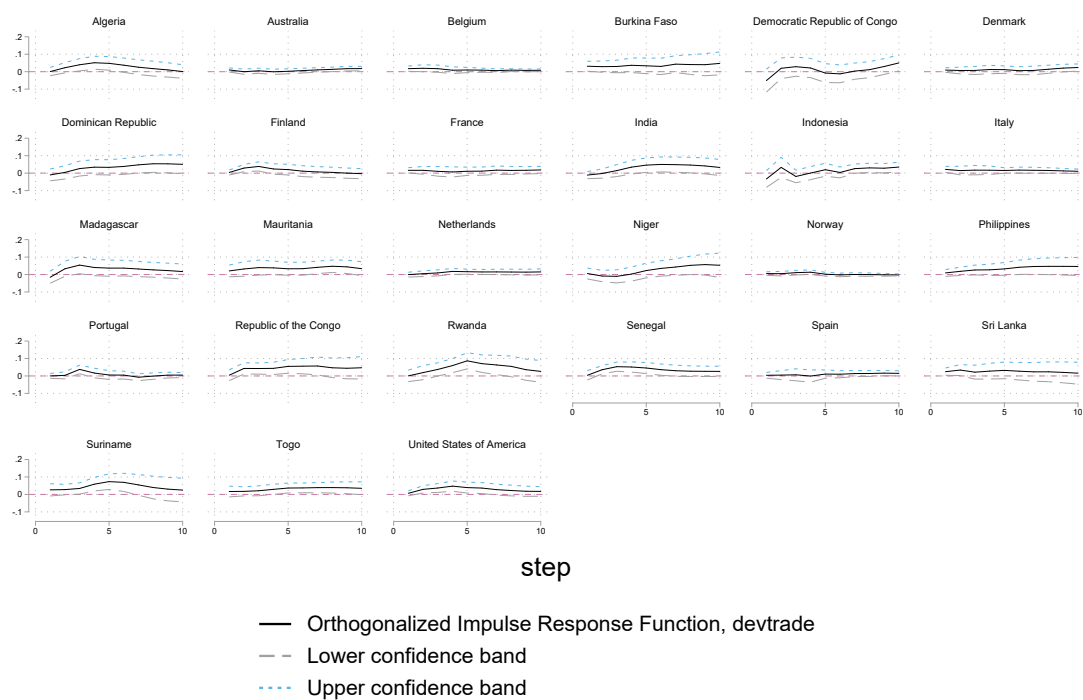 Algeria
Australia
Belgium
Burkina Faso
Democratic Republic of Congo
Denmark
.2
.1
0
-.1
Dominican Republic
Finland
France
India
Indonesia
Italy
.2
.1
0
-.1
Madagascar
Mauritania
Netherlands
Niger
Norway
Philippines
.2
.1
0
-.1
Portugal
Republic of the Congo
Rwanda
Senegal
Spain
Sri Lanka
.2
.1
0
-.1
0 5 10 0 5 10 0 5 10
Suriname
Togo
United States of America
.2
.1
0
-.1
0 5 10 0 5 10 0 5 10
step
Orthogonalized Impulse Response Function, devtrade
Lower confidence band
Upper confidence band